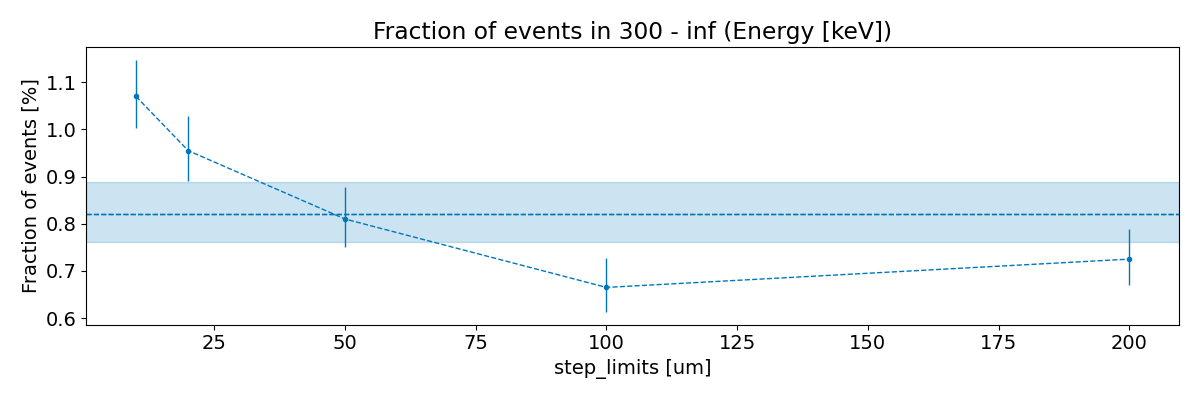 Fraction of events in 300 - inf (Energy [keV])
Fraction of events [%]
1.1
1.0
0.9
0.8
0.7
0.6
25 50 75 100 125 150 175 200
step_limits [um]